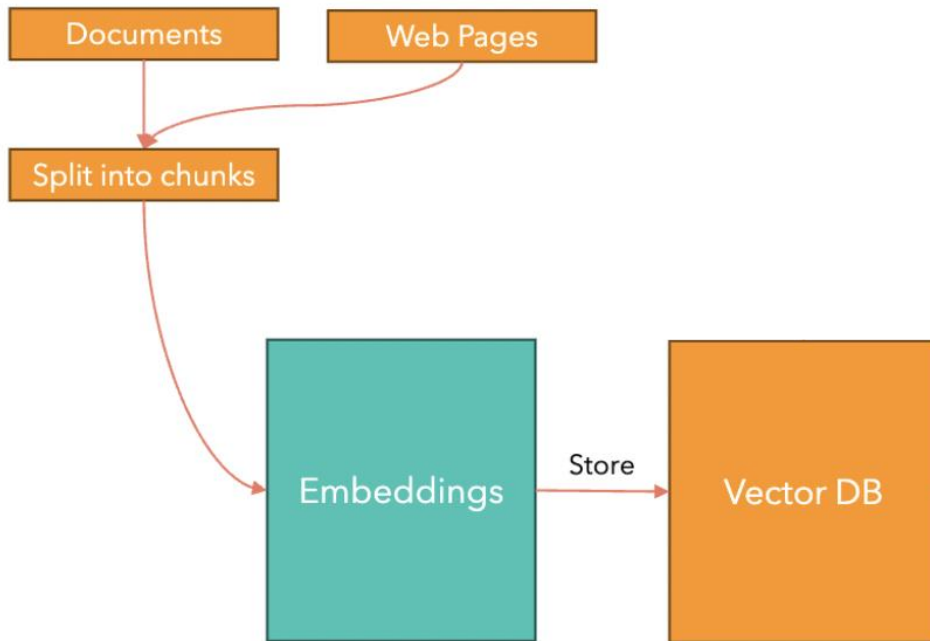 Documents
Web Pages
Split into chunks
Embeddings
Store
Vector DB